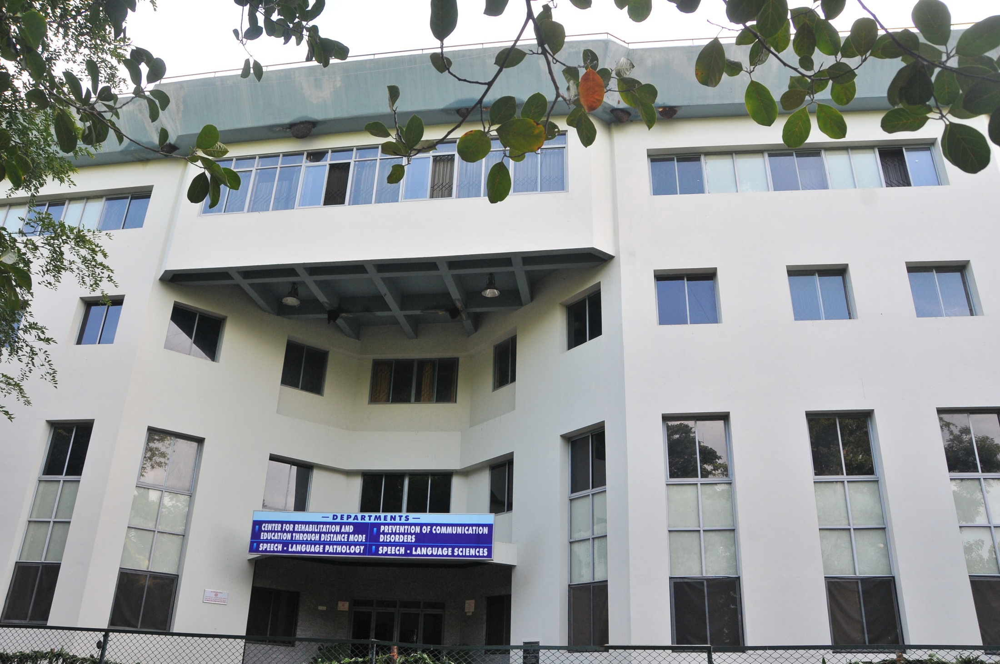 — DEPARTMENTS —
CENTER FOR REHABILITATION AND
EDUCATION THROUGH DISTANCE MODE
SPEECH - LANGUAGE PATHOLOGY
PREVENTION OF COMMUNICATION
DISORDERS
SPEECH - LANGUAGE SCIENCES